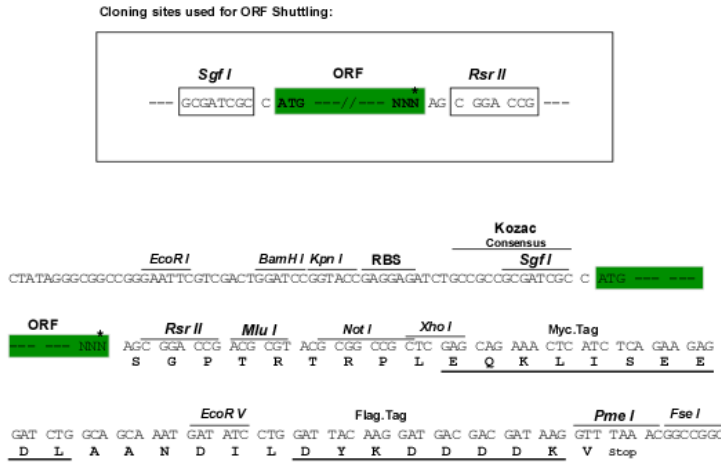 Cloning sites used for ORF Shuttling:
Sgf I ORF Rsr II
*
--- GCGATCGC C ATG ---//--- NNN AG C GGA CCG ---
Kozac
Consensus
EcoR I BamH I Kpn I RBS Sgf I
CTATAGGGCGGCCGGGAATTCGTCGACTGGATCCGGTACCGAGGAGATCTGCCGCCGCGATCGC C ATG --- ---
ORF * Rsr II Mlu I Not I Xho I Myc.Tag
--- --- NNN AGC GGA CCG ACG CGT ACG CGG CCG CTC GAG CAG AAA CTC ATC TCA GAA GAG
S G P T R T R P L E Q K L I S E E
EcoR V Flag.Tag Pme I Fse I
GAT CTG GCA GCA AAT GAT ATC CTG GAT TAC AAG GAT GAC GAC GAT AAG GTT TAA ACGGCCGGC
D L A A N D I L D Y K D D D D K V Stop